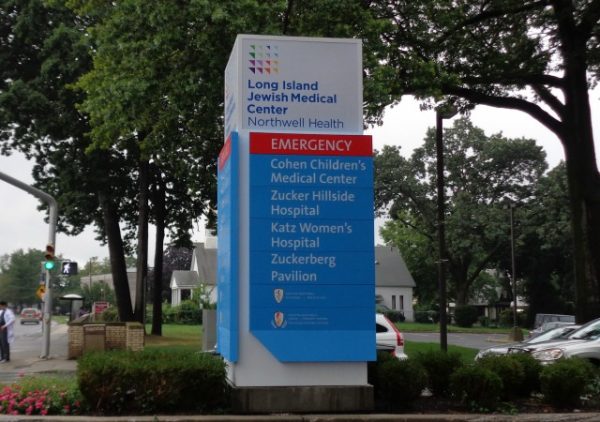 Long Island
Jewish Medical
Center
Northwell Health
EMERGENCY
Cohen Children's
Medical Center
Zucker Hillside
Hospital
Katz Women's
Hospital
Zuckerberg
Pavilion